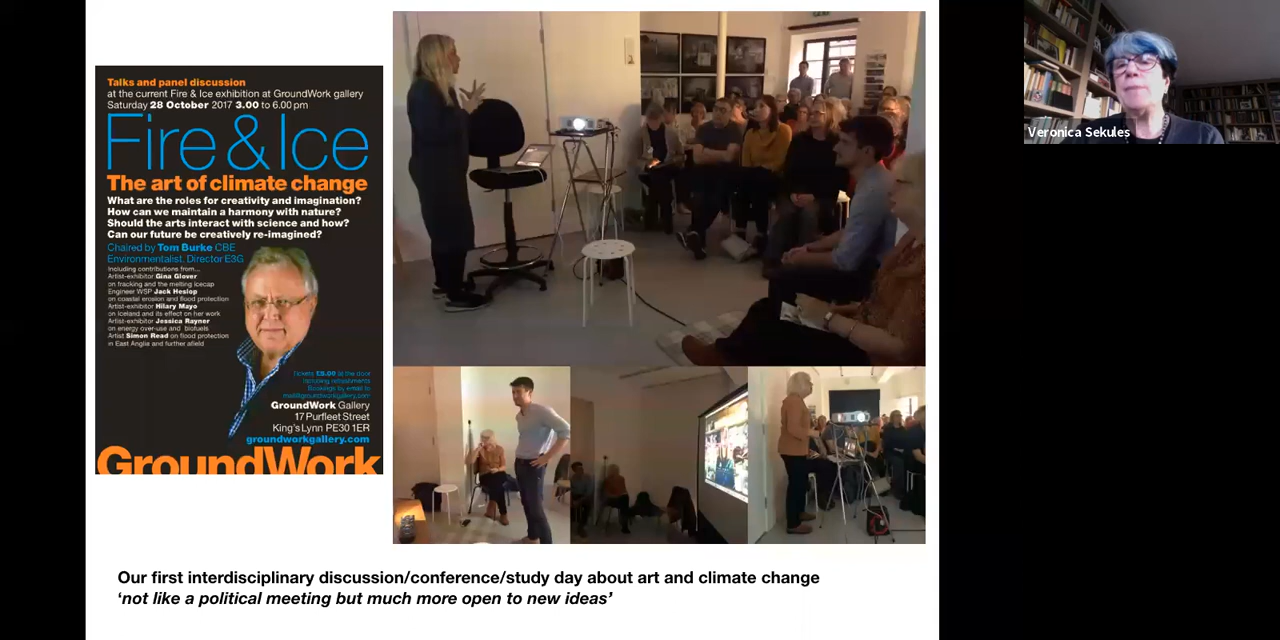 Talks and panel discussion
at the current Fire & Ice exhibition at GroundWork gallery
Saturday 28 October 2017 3.00 to 6.00 pm
Fire & Ice
The art of climate change
What are the roles for creativity and imagination?
How can we maintain a harmony with nature?
Should the arts interact with science and how?
Can our future be creatively re-imagined?
Chaired by Tom Burke CBE
Environmentalist, Director E3G
Including contributions from...
Artist-exhibitor Gina Glover
on fracking and the melting icecap
Engineer WSP Jack Heslop
on coastal erosion and flood protection
Artist-exhibitor Hilary Mayo
on Iceland and its effect on her work
Artist-exhibitor Jessica Rayner
on energy over-use and biofuels
Artist Simon Read on flood protection
in East Anglia and further afield
Tickets £5.00 at the door
including refreshments
Bookings by email to
GroundWork Gallery
17 Purfleet Street
King's Lynn PE30 1ER
groundworkgallery.com
GroundWork
Veronica Sekules
Our first interdisciplinary discussion/conference/study day about art and climate change
‘not like a political meeting but much more open to new ideas’